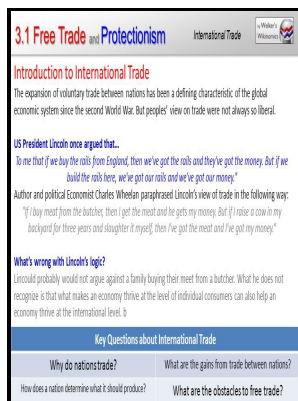 3.1 Free Trade and Protectionism
International Trade
by Welker's
Wikinomics
Introduction to International Trade
The expansion of voluntary trade between nations has been a defining characteristic of the global
economic system since the second World War. But peoples' view on trade were not always so liberal.
US President Lincoln once argued that...
To me that if we buy the rails from England, then we've got the rails and they've got the money. But if we
build the rails here, we've got our rails and we've got our money."
Author and political Economist Charles Wheelan paraphrased Lincoln's view of trade in the following way:
"If I buy meat from the butcher, then I get the meat and he gets my money. But if I raise a cow in my
backyard for three years and slaughter it myself, then I've got the meat and I've got my money."
What's wrong with Lincoln's logic?
Lincould probably would not argue against a family buying their meet from a butcher. What he does not
recognize is that what makes an economy thrive at the level of individual consumers can also help an
economy thrive at the international level. b
Key Questions about International Trade
Why do nations trade?
What are the gains from trade between nations?
How does a nation determine what it should produce?
What are the obstacles to free trade?